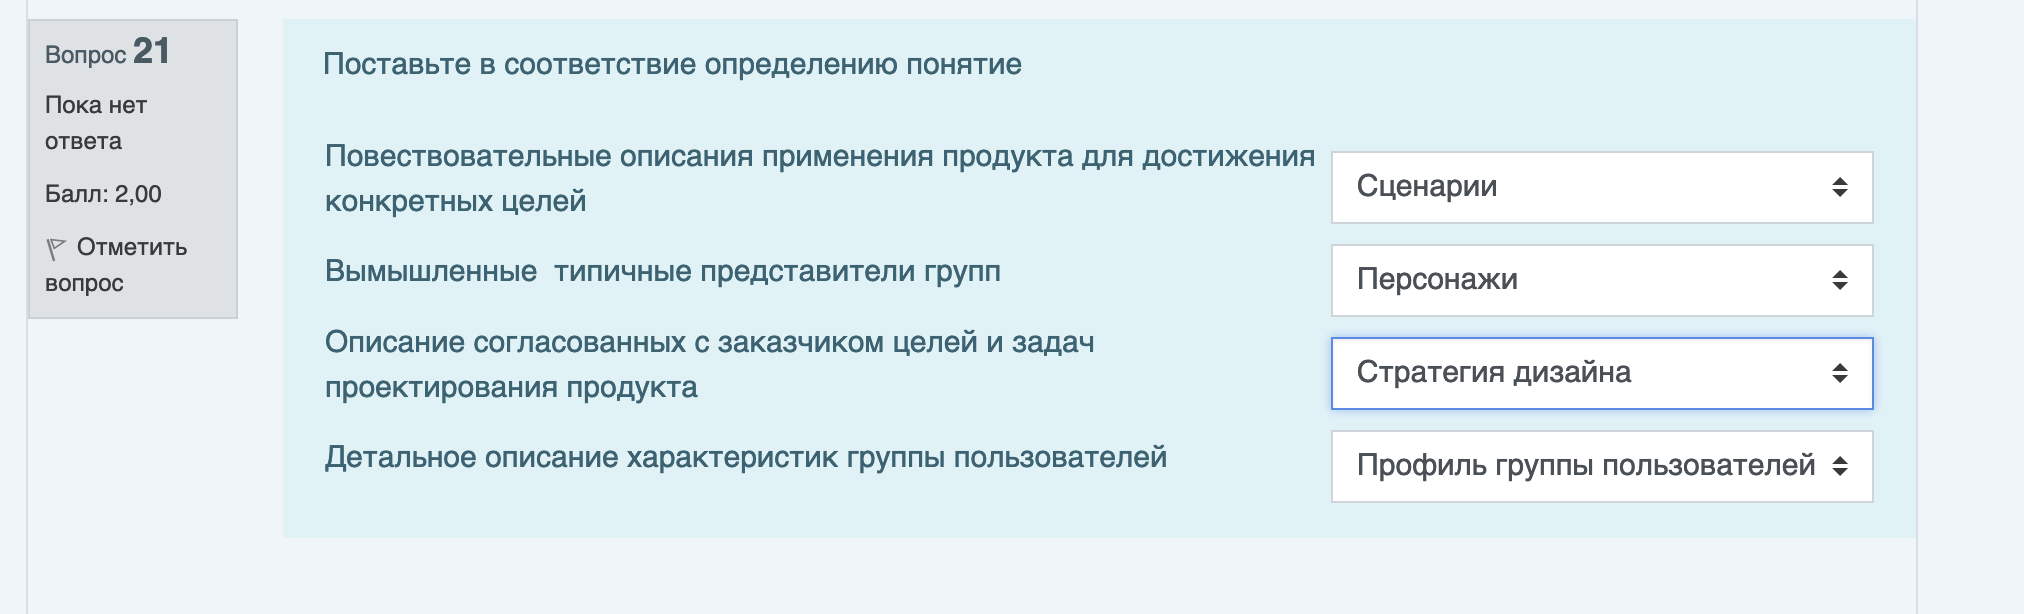 Вопрос 21
Пока нет
ответа
Балл: 2,00
Отметить
вопрос
Поставьте в соответствие определению понятие
Повествовательные описания применения продукта для достижения
конкретных целей
Сценарии
Вымышленные  типичные представители групп
Персонажи
Описание согласованных с заказчиком целей и задач
проектирования продукта
Стратегия дизайна
Детальное описание характеристик группы пользователей
Профиль группы пользователей